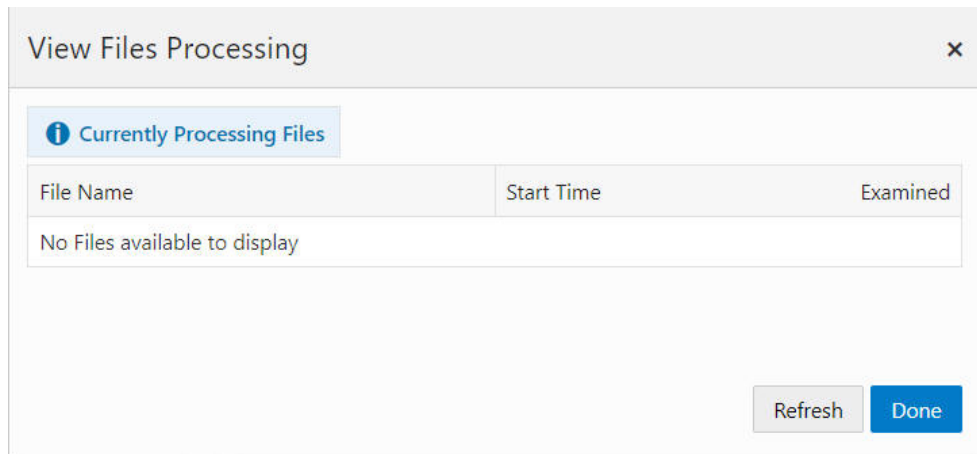 View Files Processing
Currently Processing Files
File Name Start Time Examined
No Files available to display
Refresh Done